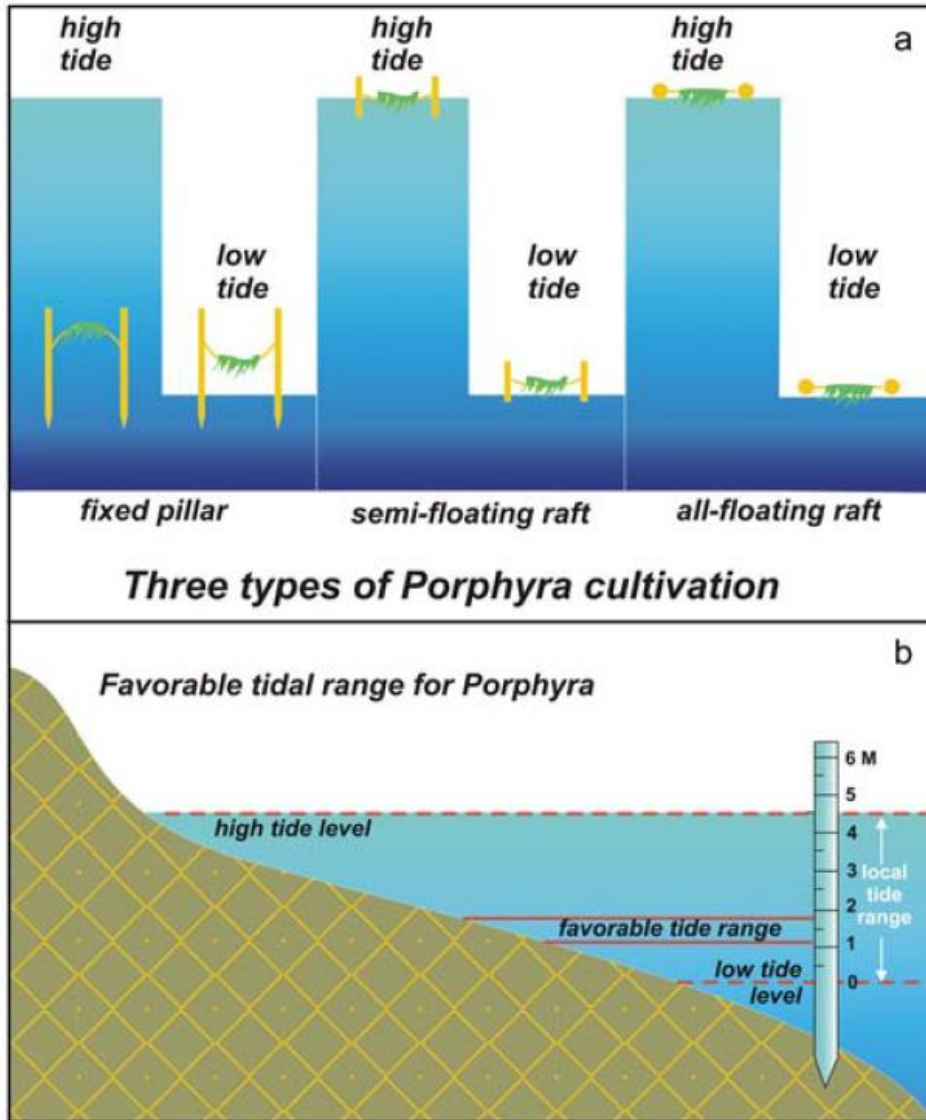 a
high
tide
low
tide
high
tide
low
tide
high
tide
low
tide
fixed pillar
semi-floating raft
all-floating raft
Three types of Porphyra cultivation
b
Favorable tidal range for Porphyra
6 M
5
high tide level
4
3
local
tide
range
2
favorable tide range
1
low tide
level
0